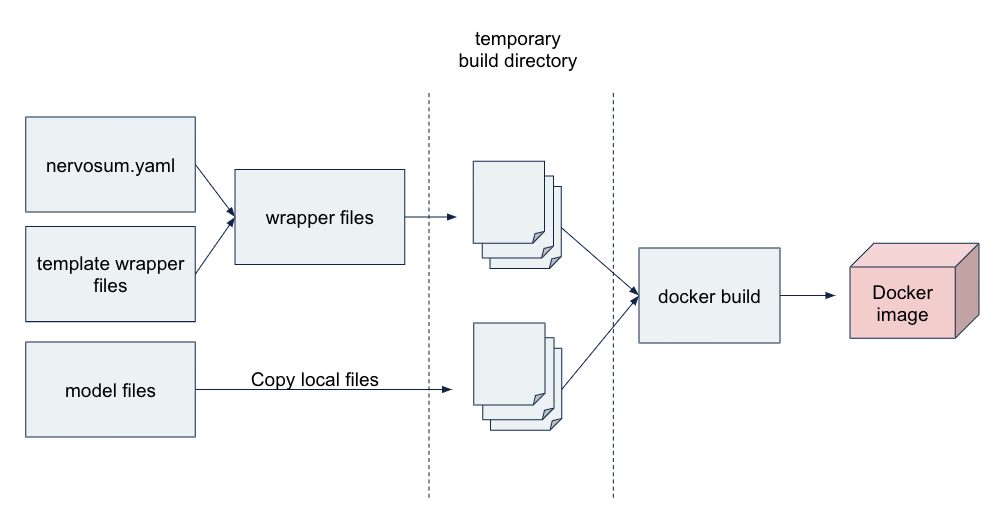 temporary
build directory
nervosum.yaml
wrapper files
template wrapper
files
docker build
Docker
image
Copy local files
model files